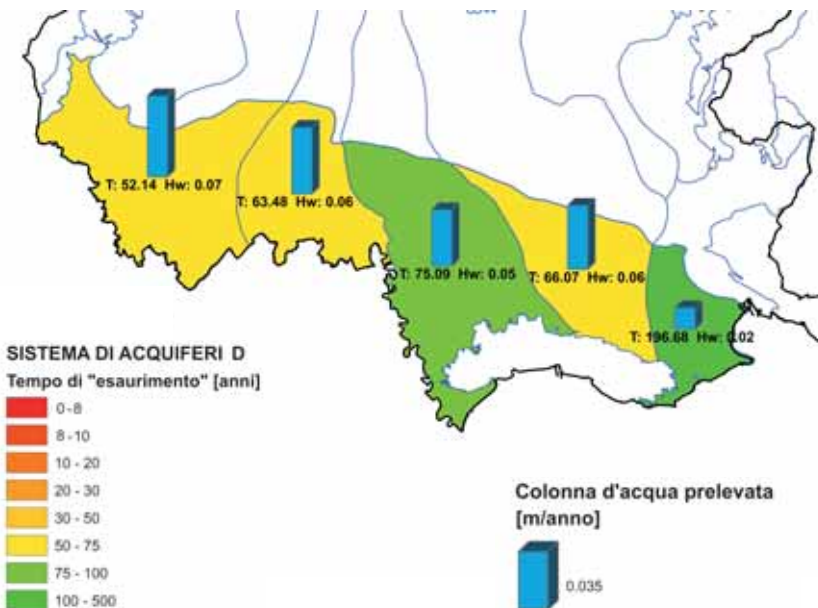 T: 52.14 Hw: 0.07
T: 63.48 Hw: 0.06
T: 75.09 Hw: 0.05
T: 66.07 Hw: 0.06
T: 196.68 Hw: 0.02
SISTEMA DI ACQUIFERI D
Tempo di "esaurimento" [anni]
0-8
8-10
10 - 20
20 - 30
30 - 50
50 - 75
75 - 100
100 - 500
Colonna d'acqua prelevata
[m/anno]
0.035